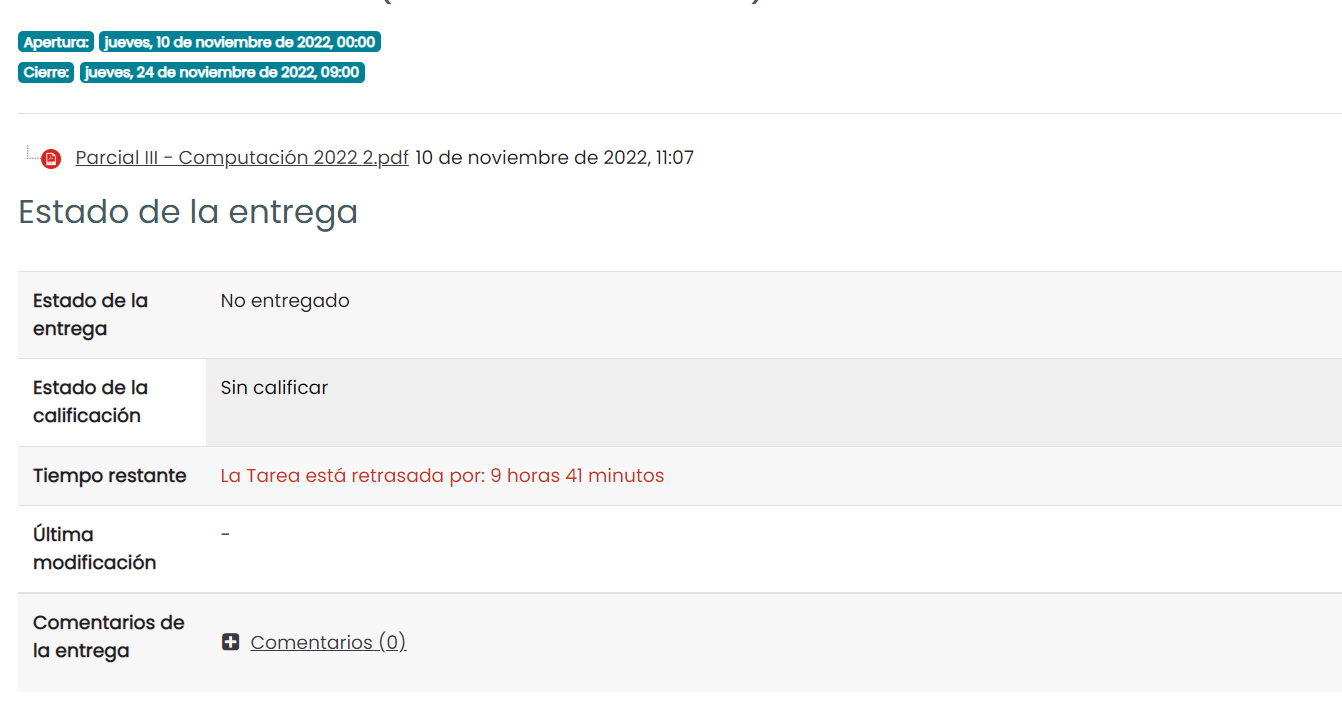 Apertura: jueves, 10 de noviembre de 2022, 00:00
Cierre: jueves, 24 de noviembre de 2022, 09:00
Parcial III - Computación 2022 2.pdf 10 de noviembre de 2022, 11:07
Estado de la entrega
Estado de la
entrega
No entregado
Estado de la
calificación
Sin calificar
Tiempo restante
La Tarea está retrasada por: 9 horas 41 minutos
Última
modificación
-
Comentarios de
la entrega
Comentarios (0)